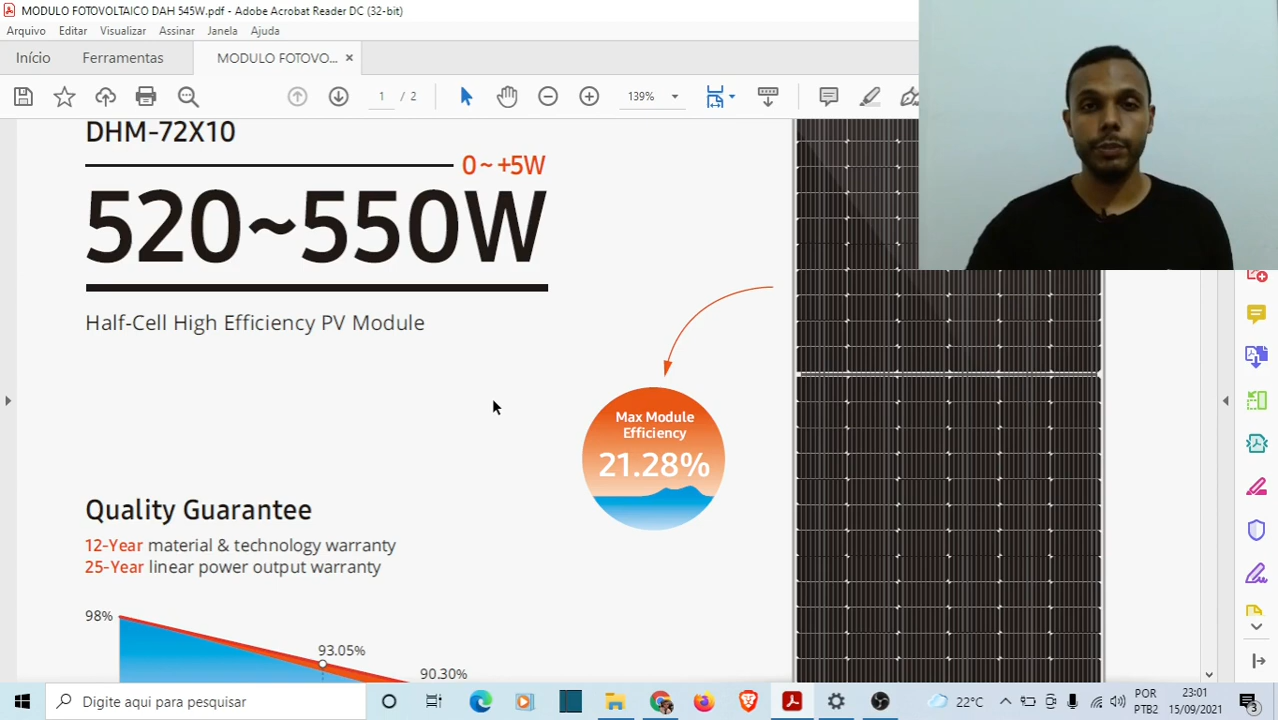 MODULO FOTOVOLTAICO DAH 545W.pdf - Adobe Acrobat Reader DC (32-bit)
Arquivo Editar Visualizar Assinar Janela Ajuda
Início Ferramentas MODULO FOTOVO... ×
1 / 2 139%
DHM-72X10
0 ~ +5W
520~550W
Half-Cell High Efficiency PV Module
Max Module
Efficiency
21.28%
Quality Guarantee
12-Year material & technology warranty
25-Year linear power output warranty
98%
93.05%
90.30%
Digite aqui para pesquisar
22°C
POR
PTB2
23:01
15/09/2021
3